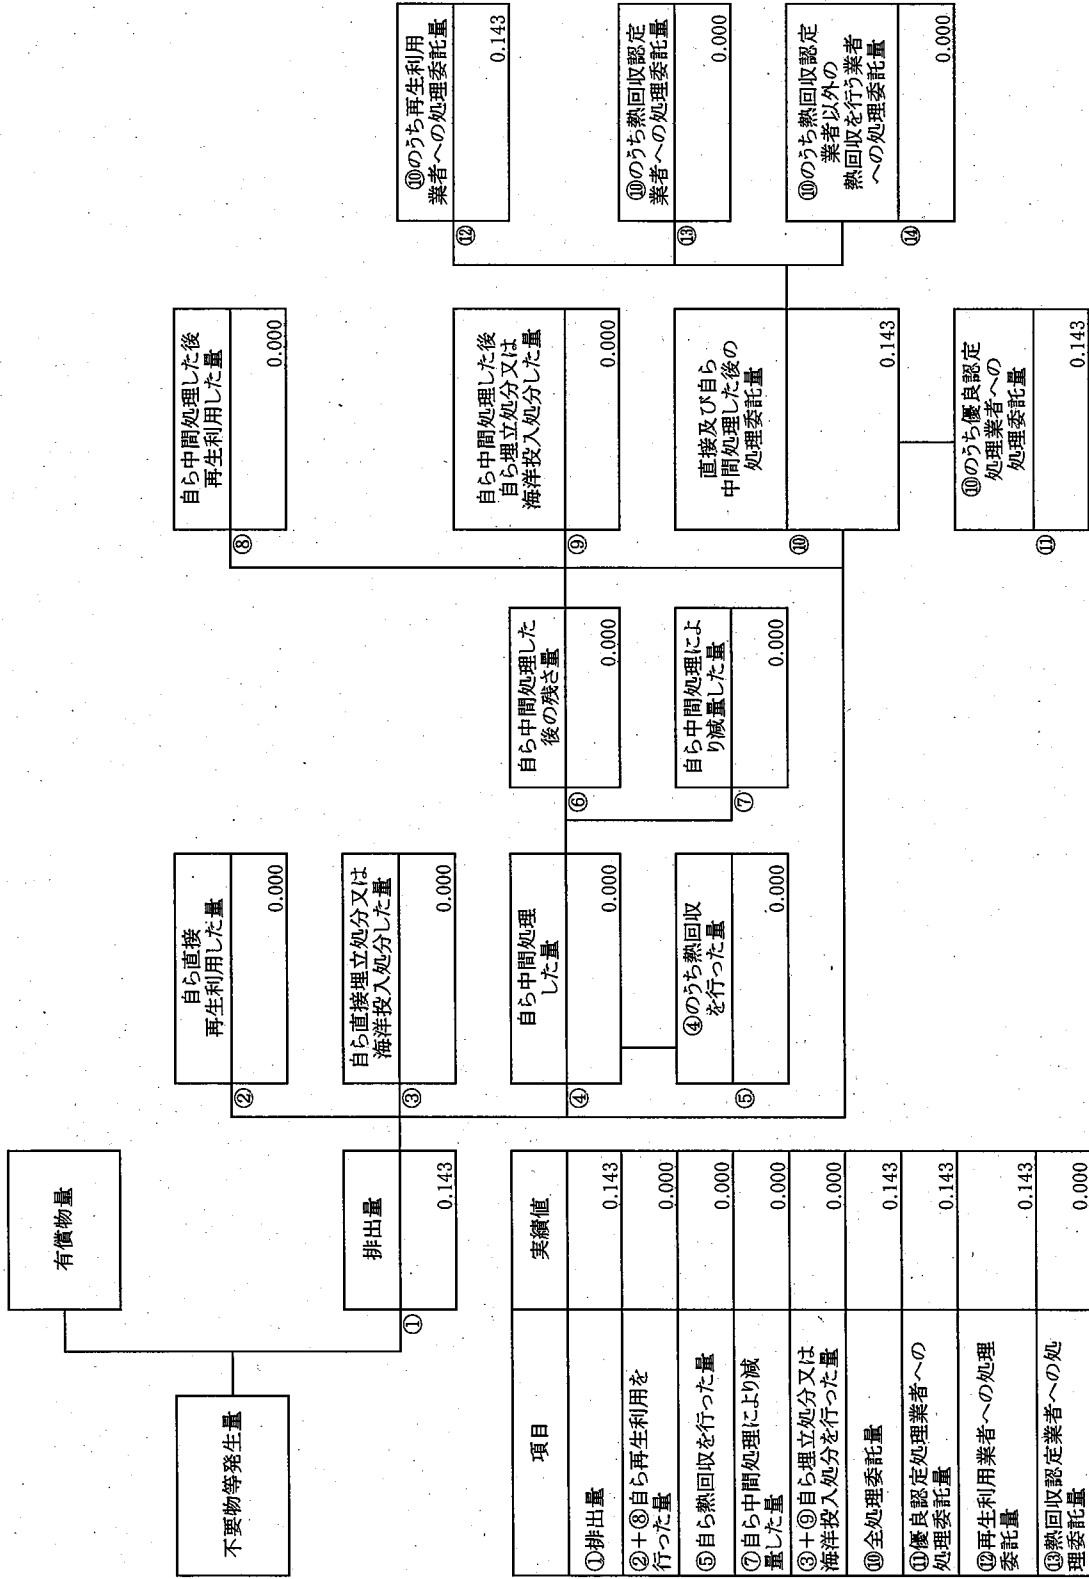 不要物等発生量
有償物量
①
排出量
0.143
②
自ら直接
再生利用した量
0.000
③
自ら直接埋立処分又は
海洋投入処分した量
0.000
④
自ら中間処理
した量
0.000
⑤
④のうち熱回収
を行った量
0.000
⑥
自ら中間処理した
後の残さ量
0.000
⑦
自ら中間処理によ
り減量した量
0.000
⑧
自ら中間処理した後
再生利用した量
0.000
⑨
自ら中間処理した後
自ら埋立処分又は
海洋投入処分した量
0.000
⑩
直接及び自ら
中間処理した後の
処理委託量
0.143
⑪
⑩のうち優良認定
処理業者への
処理委託量
0.143
⑫
⑩のうち再生利用
業者への処理委託量
0.143
⑬
⑩のうち熱回収認定
業者への処理委託量
0.000
⑭
⑩のうち熱回収認定
業者以外の
熱回収を行う業者
への処理委託量
0.000
項目 実績値
①排出量 0.143
②+⑧自ら再生利用を
行った量 0.000
⑤自ら熱回収を行った量 0.000
⑦自ら中間処理により減
量した量 0.000
③+⑨自ら埋立処分又は
海洋投入処分を行った量 0.000
⑩全処理委託量 0.143
⑪優良認定処理業者への
処理委託量 0.143
⑫再生利用業者への処理
委託量 0.143
⑬熱回収認定業者への処
理委託量 0.000